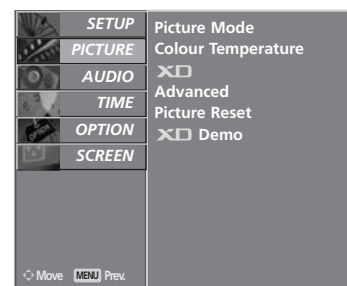 SETUP
PICTURE
AUDIO
TIME
OPTION
SCREEN
Picture Mode
Colour Temperature
XD
Advanced
Picture Reset
XD Demo
Move MENU Prev.